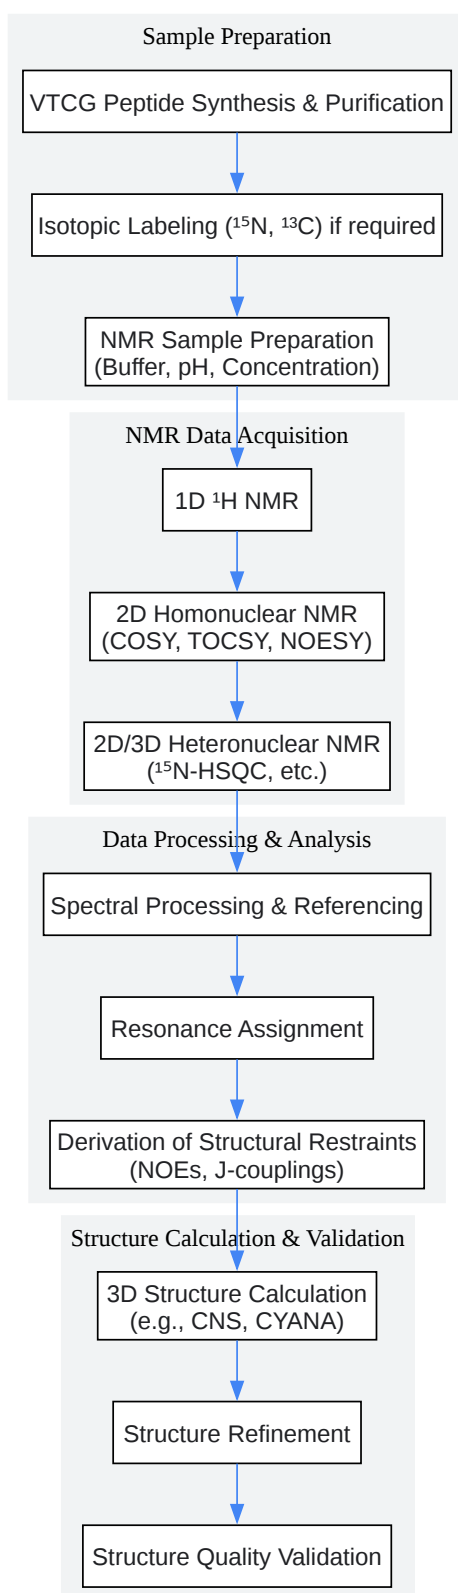 Sample Preparation
VTCG Peptide Synthesis & Purification
Isotopic Labeling (¹⁵N, ¹³C) if required
NMR Sample Preparation
(Buffer, pH, Concentration)
NMR Data Acquisition
1D ¹H NMR
2D Homonuclear NMR
(COSY, TOCSY, NOESY)
2D/3D Heteronuclear NMR
(¹⁵N-HSQC, etc.)
Data Processing & Analysis
Spectral Processing & Referencing
Resonance Assignment
Derivation of Structural Restraints
(NOEs, J-couplings)
Structure Calculation & Validation
3D Structure Calculation
(e.g., CNS, CYANA)
Structure Refinement
Structure Quality Validation